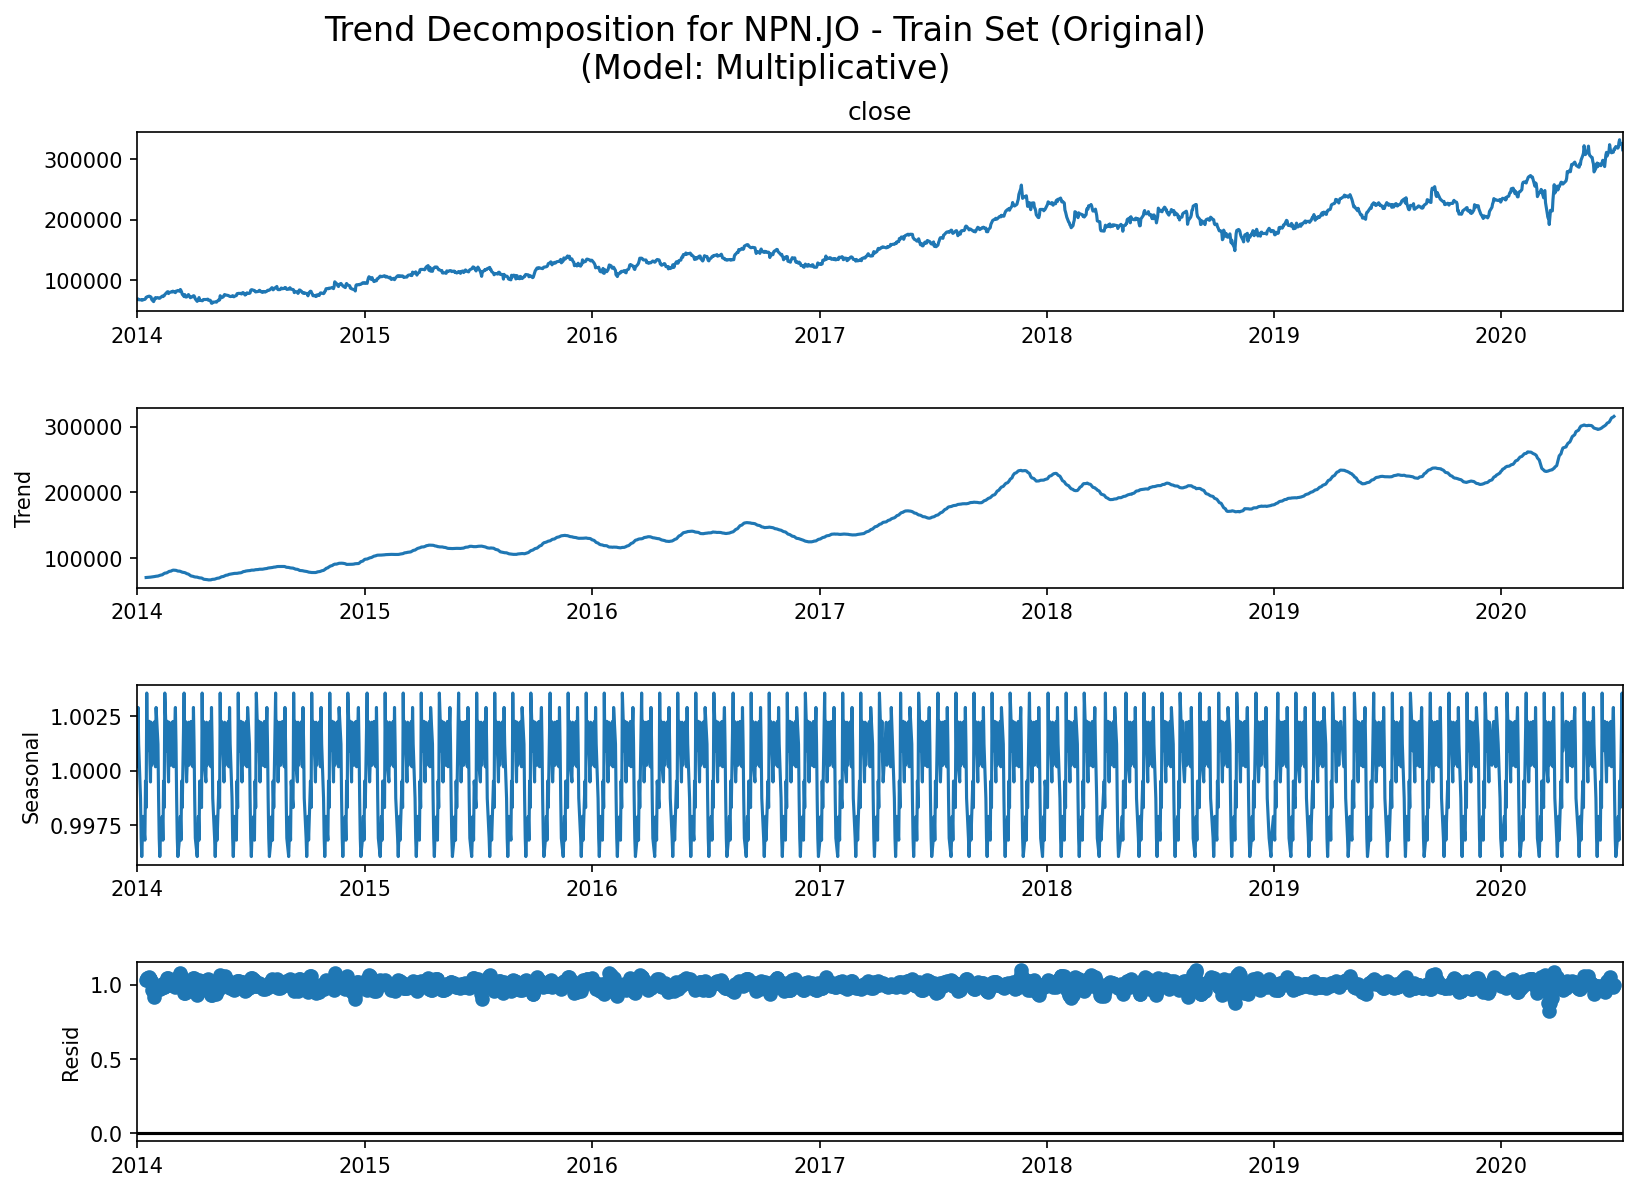 Trend Decomposition for NPN.JO - Train Set (Original)
(Model: Multiplicative)
close
300000
200000
100000
2014 2015 2016 2017 2018 2019 2020
Trend
300000
200000
100000
2014 2015 2016 2017 2018 2019 2020
Seasonal
1.0025
1.0000
0.9975
2014 2015 2016 2017 2018 2019 2020
Resid
1.0
0.5
0.0
2014 2015 2016 2017 2018 2019 2020